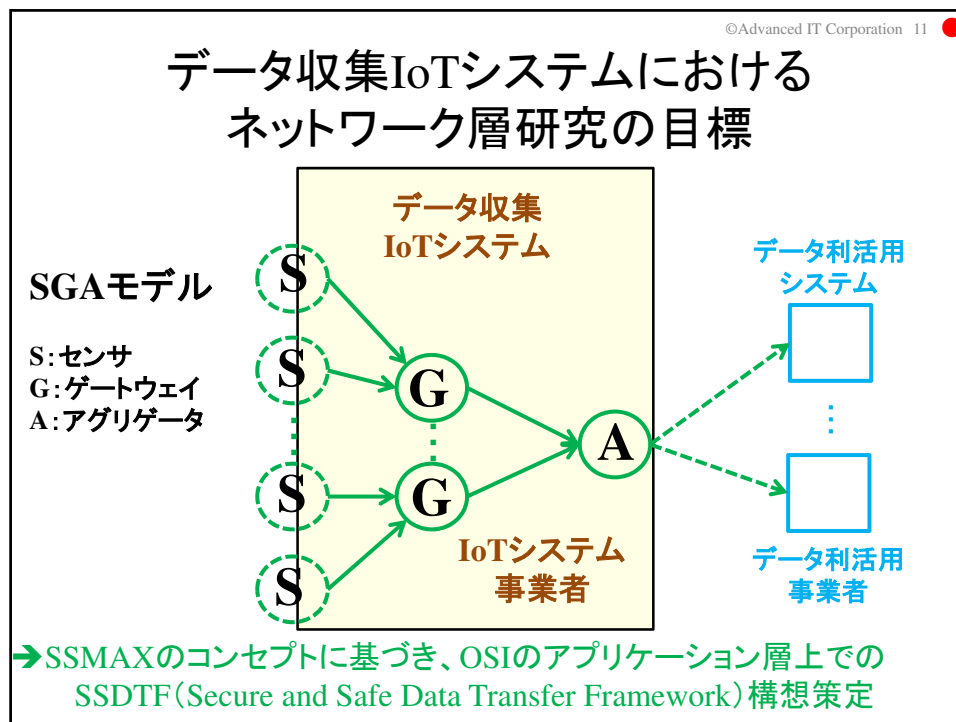 ©Advanced IT Corporation 11
データ収集IoTシステムにおける
ネットワーク層研究の目標
データ収集
IoTシステム
SGAモデル
S:センサ
G:ゲートウェイ
A:アグリゲータ
S
S
S
S
G
G
A
IoTシステム
事業者
データ利活用
システム
⋮
データ利活用
事業者
➔SSMAXのコンセプトに基づき、OSIのアプリケーション層上での
SSDTF(Secure and Safe Data Transfer Framework)構想策定